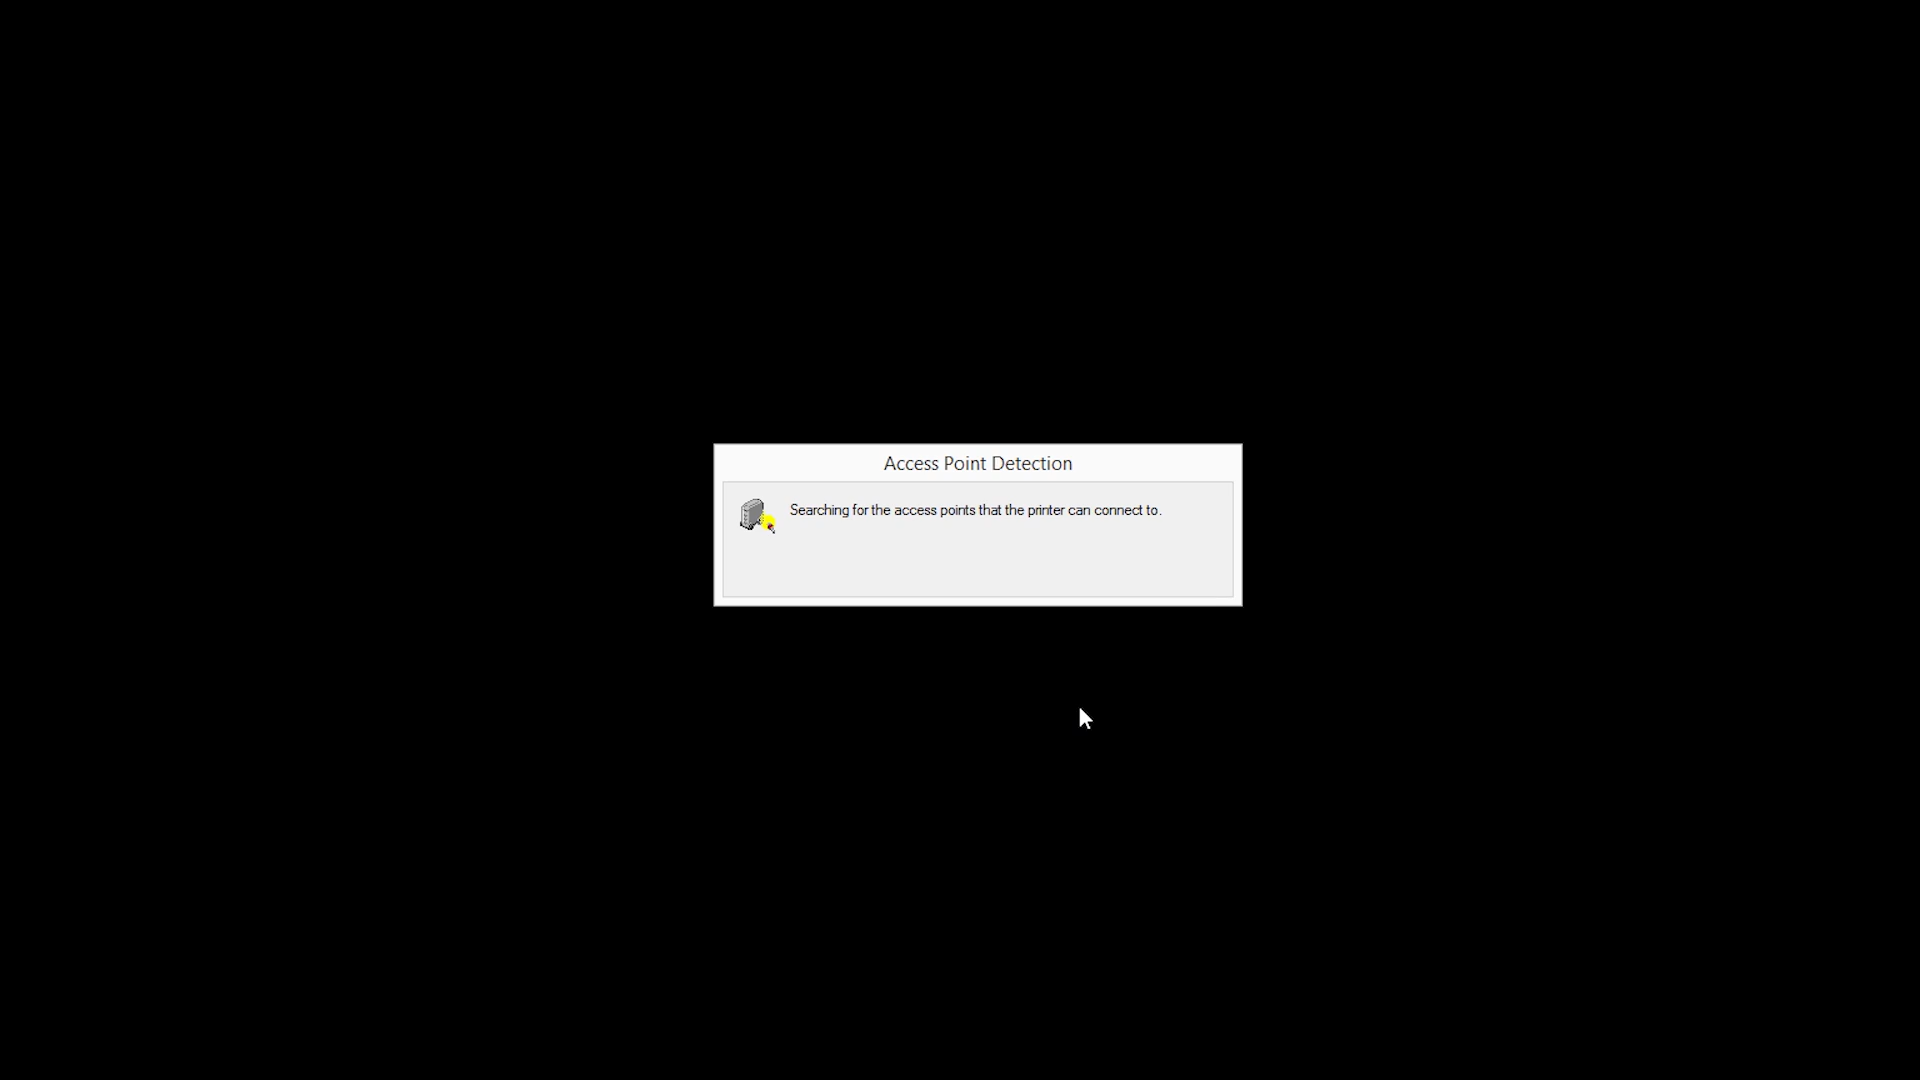 Access Point Detection
Searching for the access points that the printer can connect to.